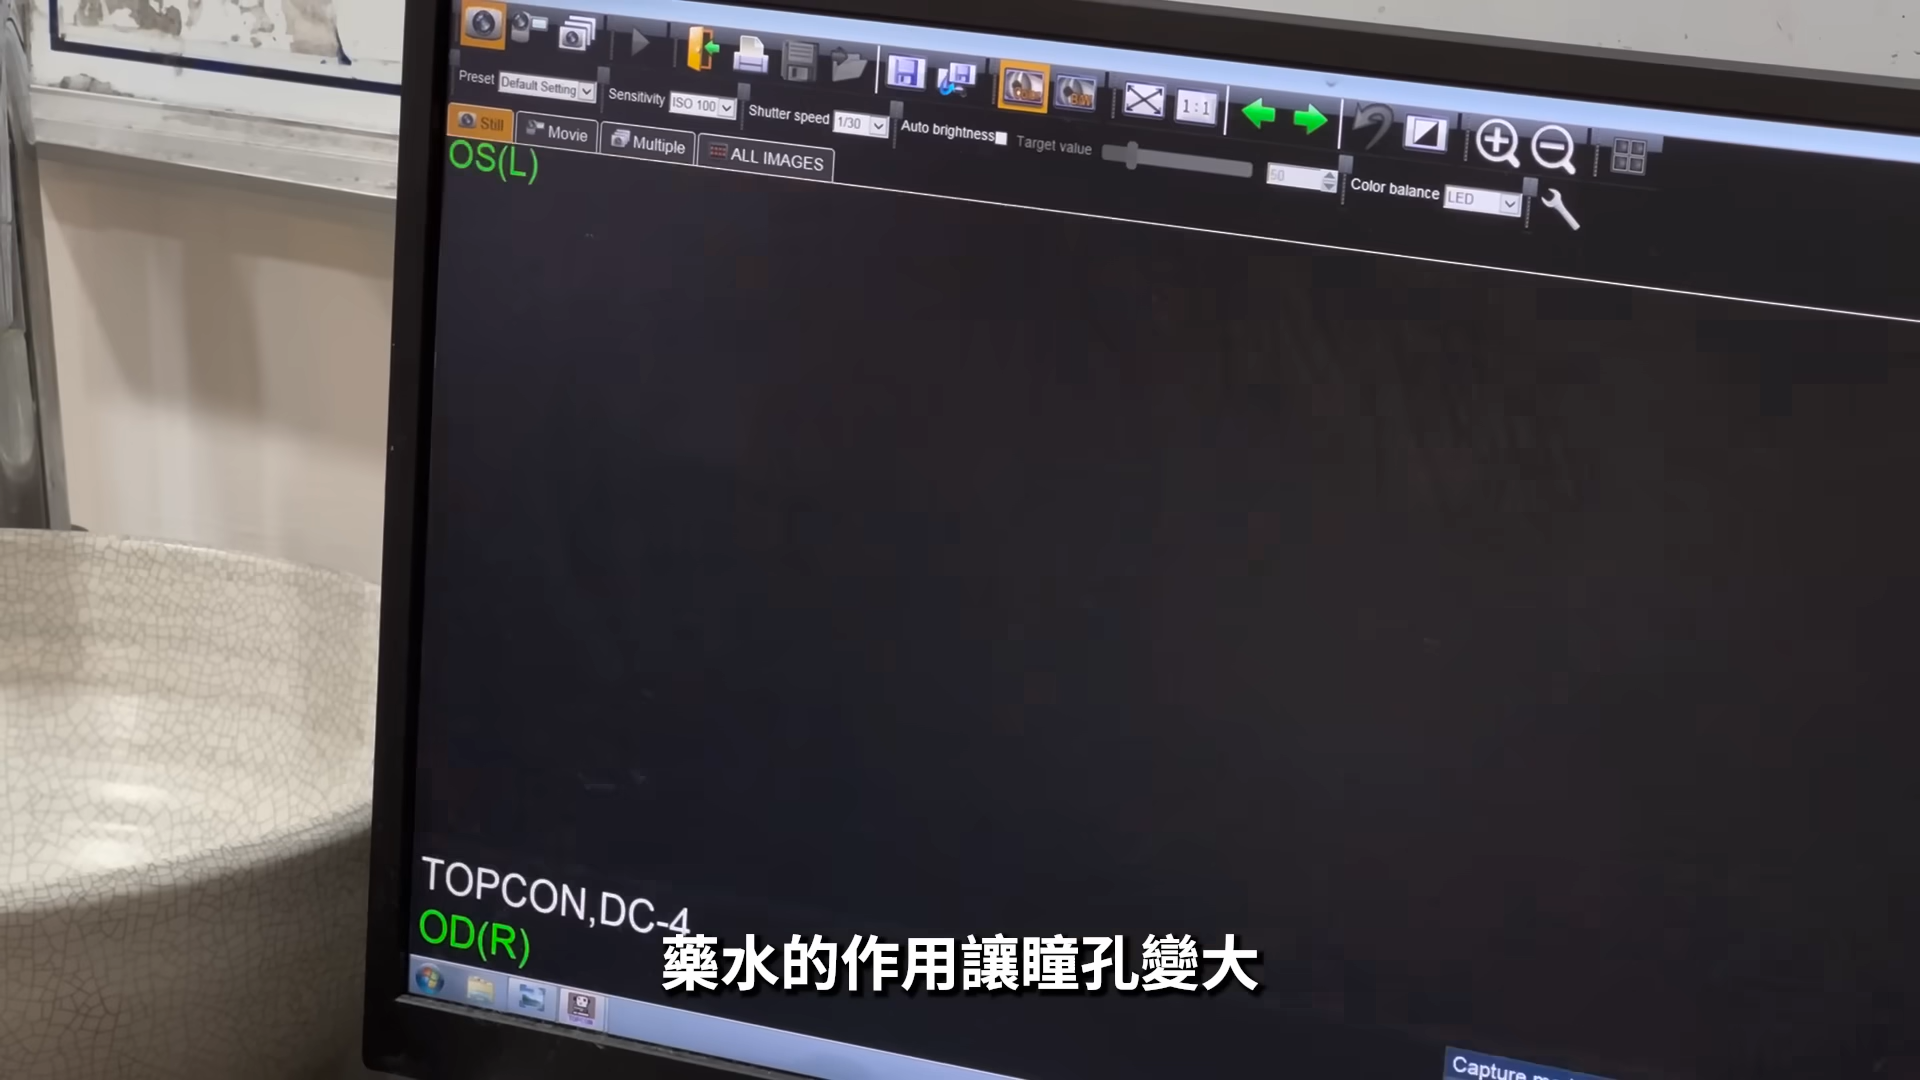 Preset Default Setting
Sensitivity ISO 100
Shutter speed 1/30
Auto brightness
Target value 50
Color balance LED
1:1
Still
Movie
Multiple
ALL IMAGES
OS(L)
TOPCON,DC-4
OD(R)
藥水的作用讓瞳孔變大
Capture